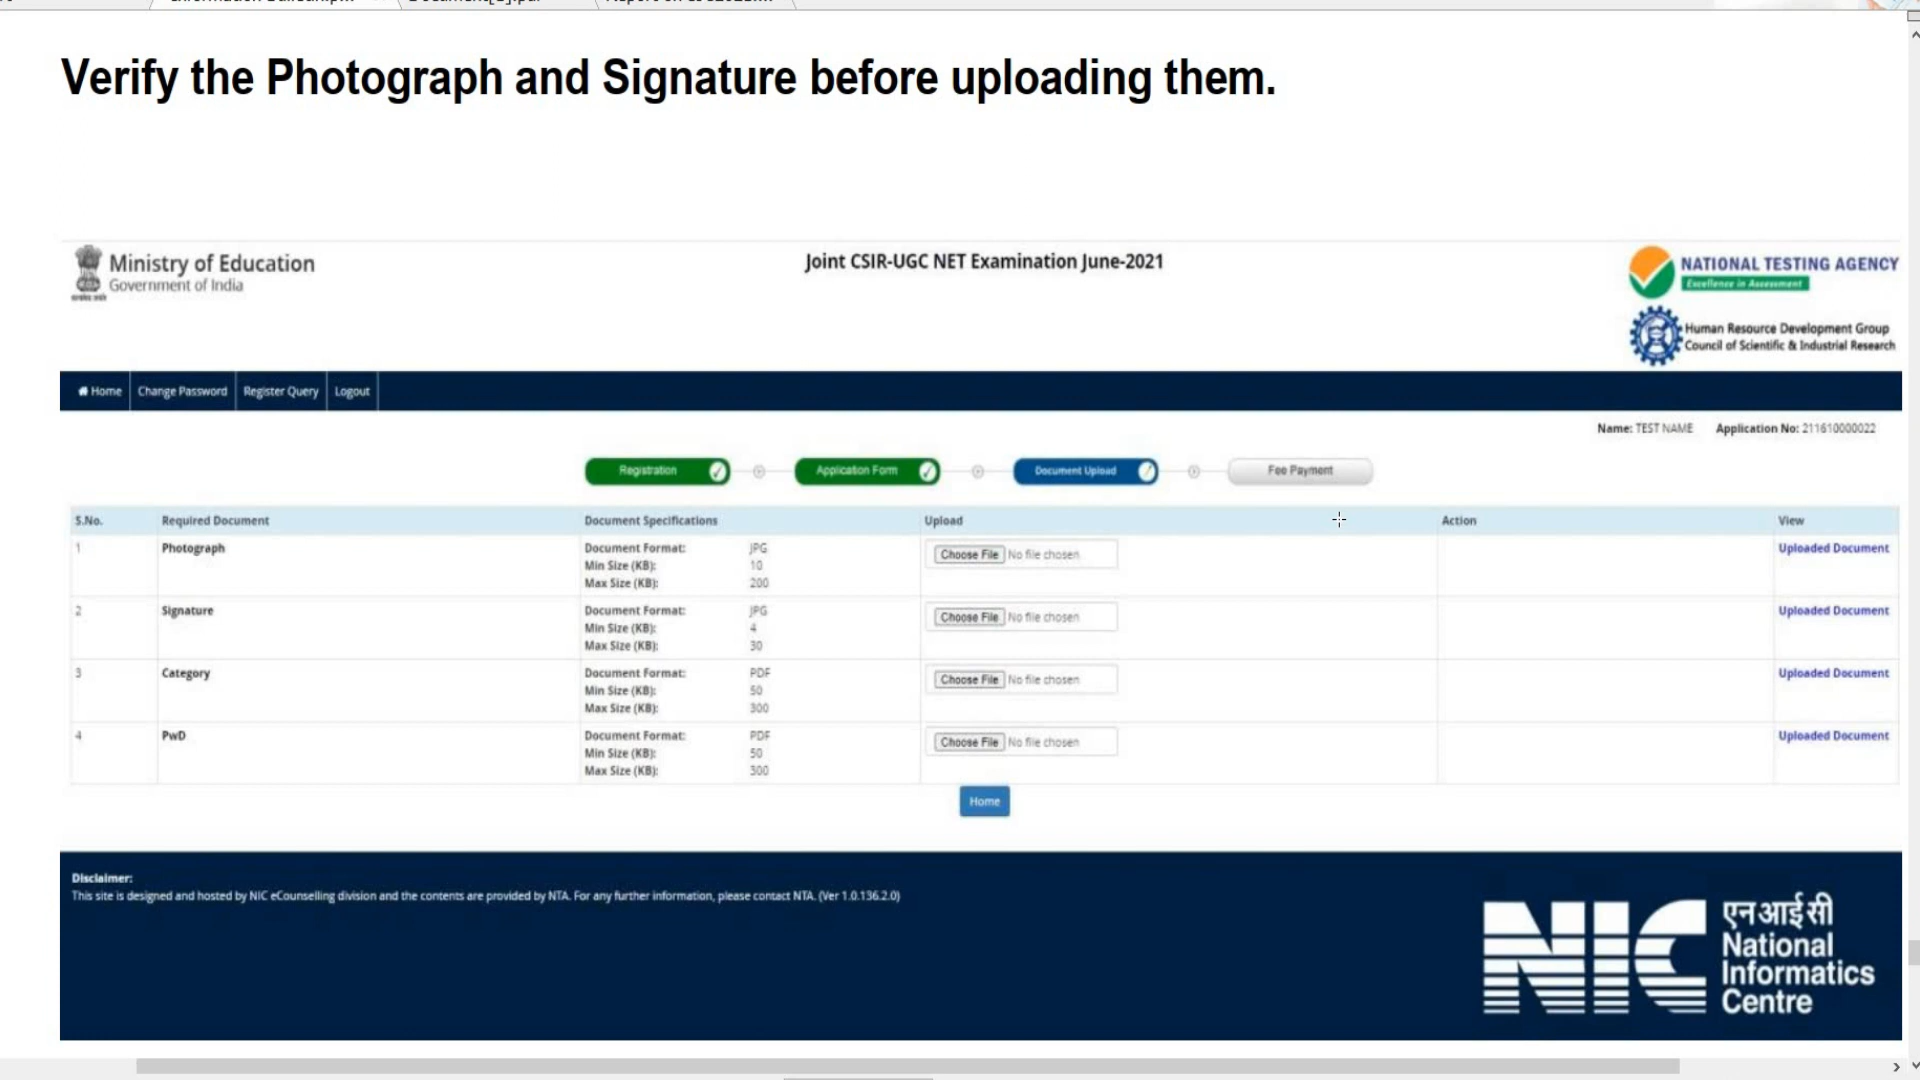 Verify the Photograph and Signature before uploading them.
Ministry of Education
Government of India
Joint CSIR-UGC NET Examination June-2021
NATIONAL TESTING AGENCY
Excellence in Assessment
Human Resource Development Group
Council of Scientific & Industrial Research
Home Change Password Register Query Logout
Name: TEST NAME Application No: 211610000022
Registration Application Form Document Upload Fee Payment
S.No. Required Document Document Specifications Upload Action View
1 Photograph Document Format: JPG Choose File No file chosen Uploaded Document
Min Size (KB): 10
Max Size (KB): 200
2 Signature Document Format: JPG Choose File No file chosen Uploaded Document
Min Size (KB): 4
Max Size (KB): 30
3 Category Document Format: PDF Choose File No file chosen Uploaded Document
Min Size (KB): 50
Max Size (KB): 300
4 PwD Document Format: PDF Choose File No file chosen Uploaded Document
Min Size (KB): 50
Max Size (KB): 300
Home
Disclaimer:
This site is designed and hosted by NIC eCounselling division and the contents are provided by NTA. For any further information, please contact NTA. (Ver 1.0.136.2.0)
NIC
एन आई सी
National
Informatics
Centre